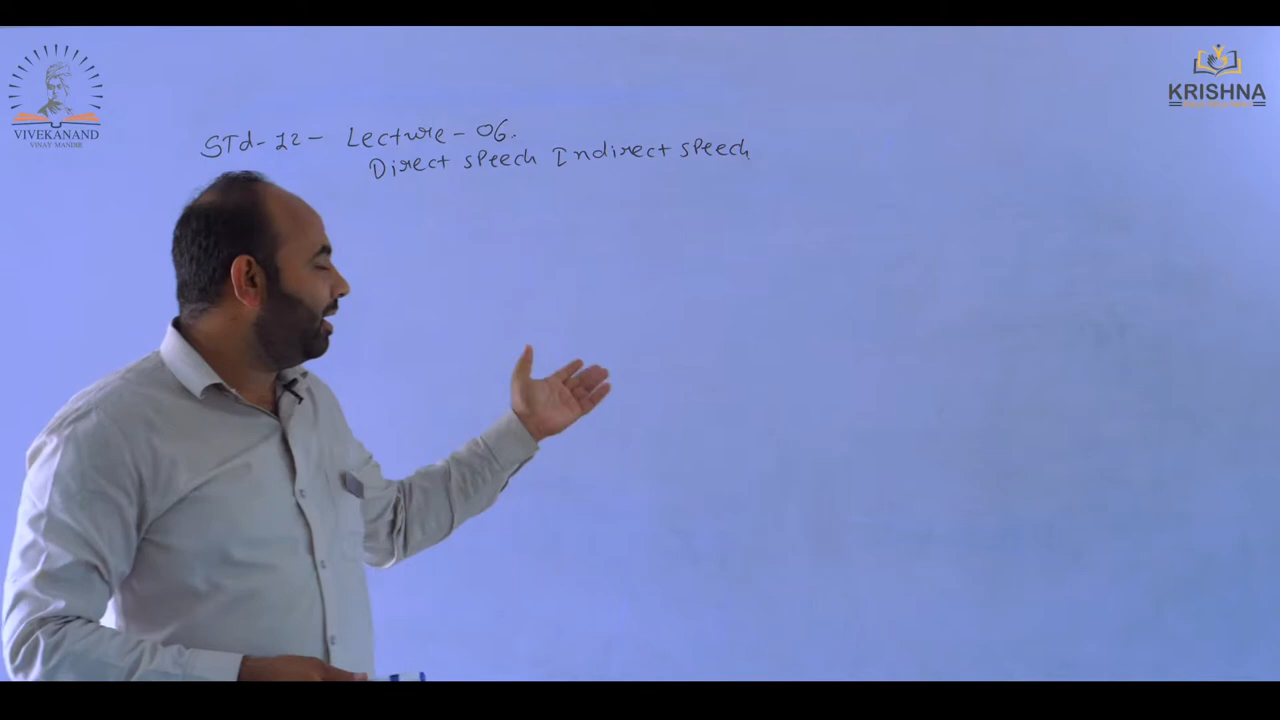 VIVEKANAND
VINAY MANDIR
KRISHNA
STd-12- Lecture-06.
Direct speech Indirect speech